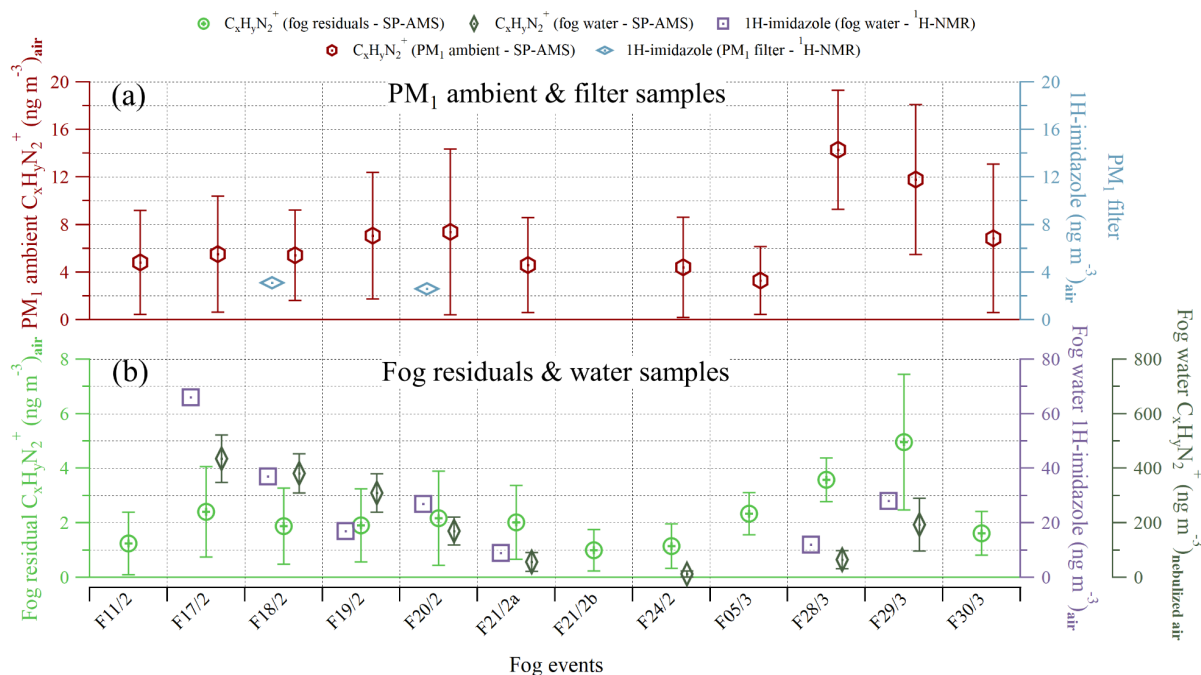 CxHyN2+ (fog residuals - SP-AMS) CxHyN2+ (fog water - SP-AMS) 1H-imidazole (fog water - 1H-NMR)
CxHyN2+ (PM1 ambient - SP-AMS) 1H-imidazole (PM1 filter - 1H-NMR)
(a) PM1 ambient & filter samples
PM1 ambient CxHyN2+ (ng m-3)air
20
16
12
8
4
0
20
16
12
8
4
0
1H-imidazole (ng m-3)air
PM1 filter
(b) Fog residuals & water samples
Fog residual CxHyN2+ (ng m-3)air
8
6
4
2
0
80
60
40
20
0
Fog water 1H-imidazole (ng m-3)air
800
600
400
200
0
Fog water CxHyN2+ (ng m-3)nebulized air
F11/2 F17/2 F18/2 F19/2 F20/2 F21/2a F21/2b F24/2 F05/3 F28/3 F29/3 F30/3
Fog events